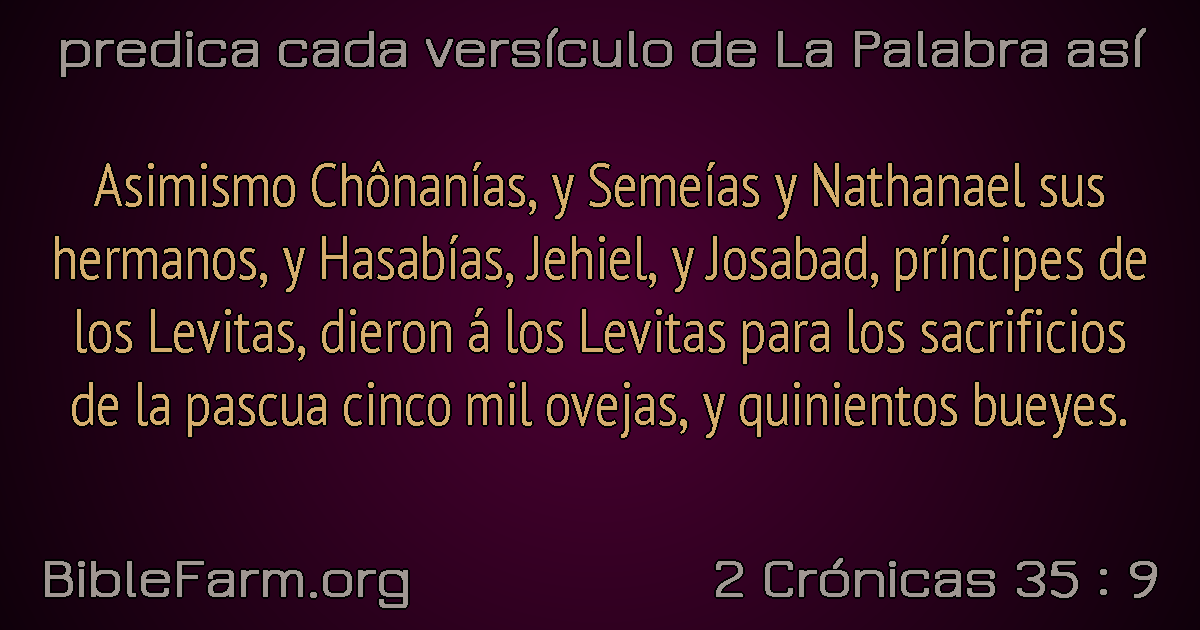 predica cada versículo de La Palabra así
Asimismo Chônanías, y Semeías y Nathanael sus
hermanos, y Hasabías, Jehiel, y Josabad, príncipes de
los Levitas, dieron á los Levitas para los sacrificios
de la pascua cinco mil ovejas, y quinientos bueyes.
BibleFarm.org
2 Crónicas 35 : 9